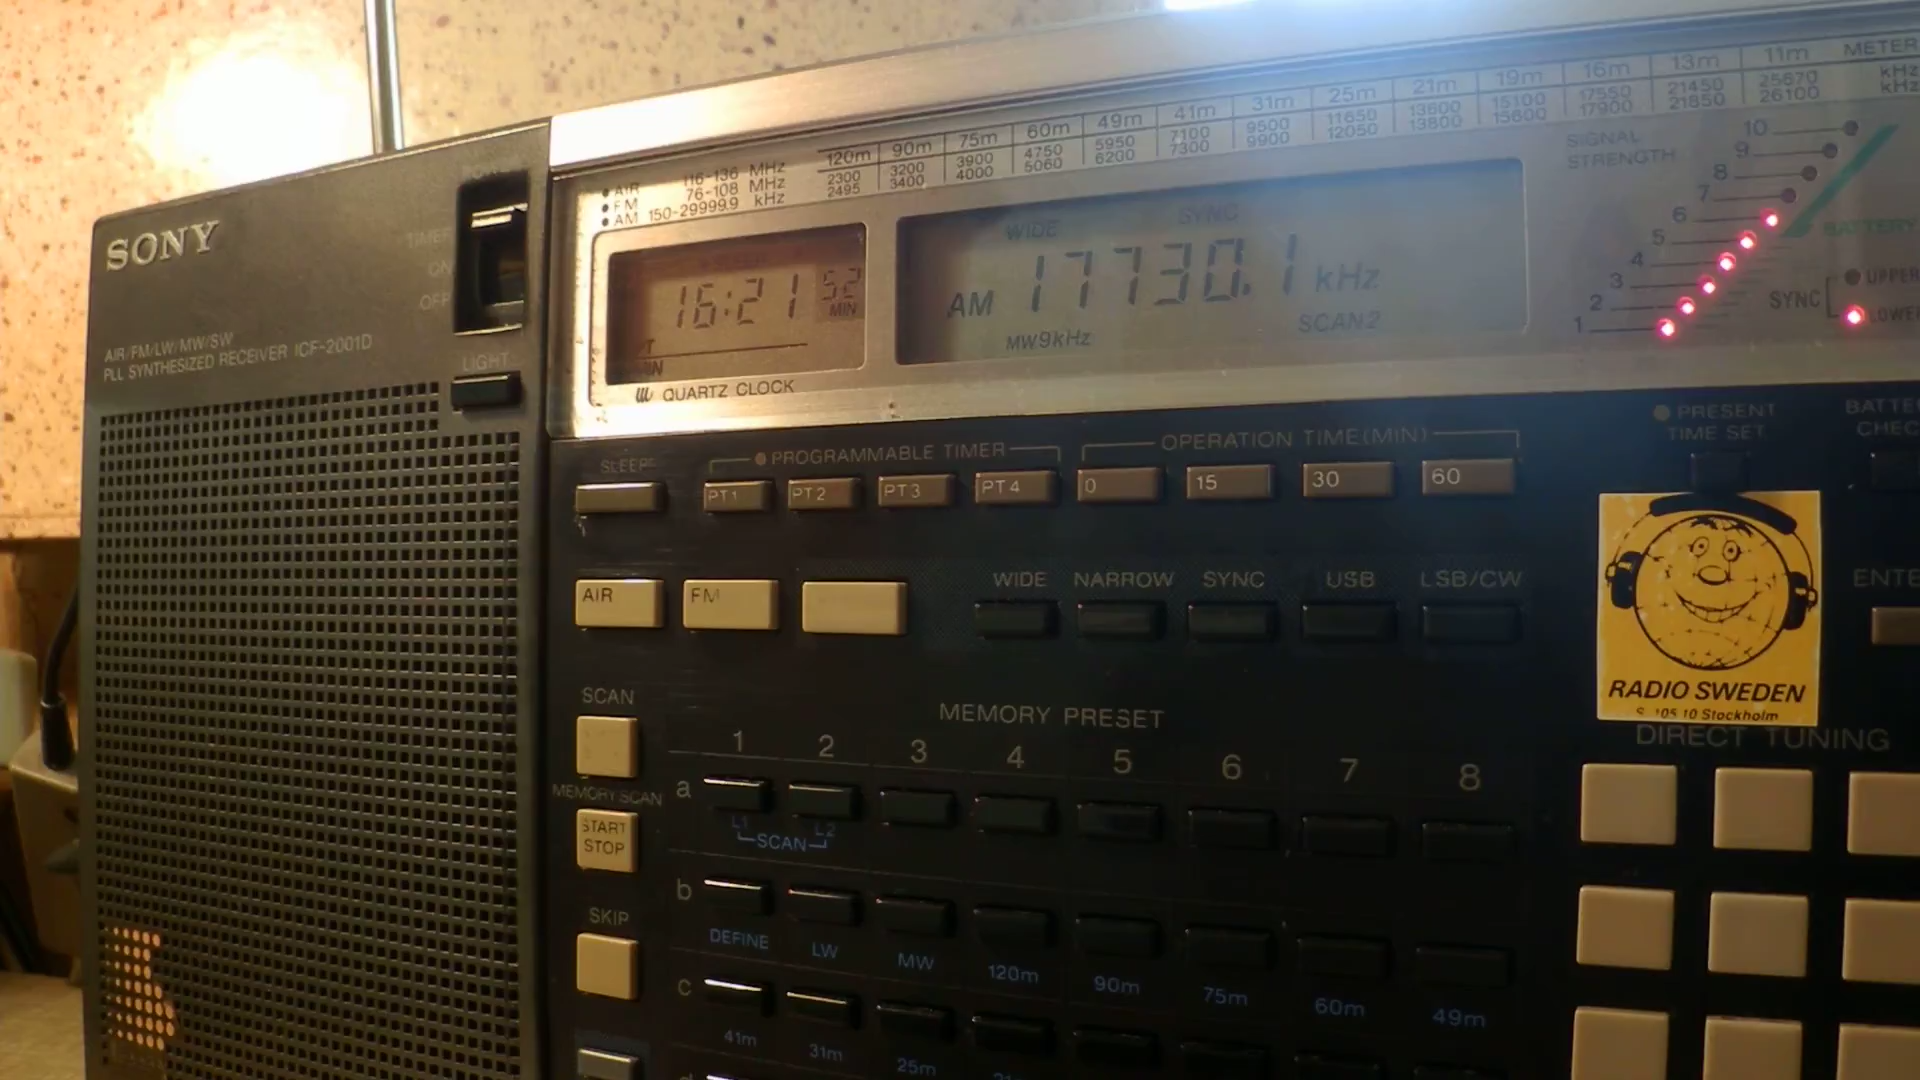 SONY
AIR/FM/LW/MW/SW
PLL SYNTHESIZED RECEIVER ICF-2001D
TIMER
ON
OFF
LIGHT
AIR 116-136 MHz
FM 76-108 MHz
AM 150-29999.9 kHz
120m 90m 75m 60m 49m 41m 31m 25m 21m 19m 16m 13m 11m METER
2300 3200 3900 4750 5950 7100 9500 11650 13600 15100 17550 21450 25670 kHz
2495 3400 4000 5060 6200 7300 9900 12050 13800 15600 17900 21850 26100 kHz
16:21 52
MIN
QUARTZ CLOCK
WIDE SYNC
AM 17730.1 kHz
MW9kHz SCAN2
SIGNAL
STRENGTH
10
9
8
7
6
5
4
3
2
1
BATTERY
SYNC
UPPER
LOWER
SLEEP
PROGRAMMABLE TIMER
OPERATION TIME(MIN)
PRESENT
TIME SET
PT1 PT2 PT3 PT4 0 15 30 60
AIR FM
WIDE NARROW SYNC USB LSB/CW
RADIO SWEDEN
S-105 10 Stockholm
DIRECT TUNING
SCAN
MEMORY SCAN
START
STOP
SKIP
MEMORY PRESET
1 2 3 4 5 6 7 8
a
L1 L2
SCAN
b
DEFINE LW MW 120m 90m 75m 60m 49m
c
41m 31m 25m